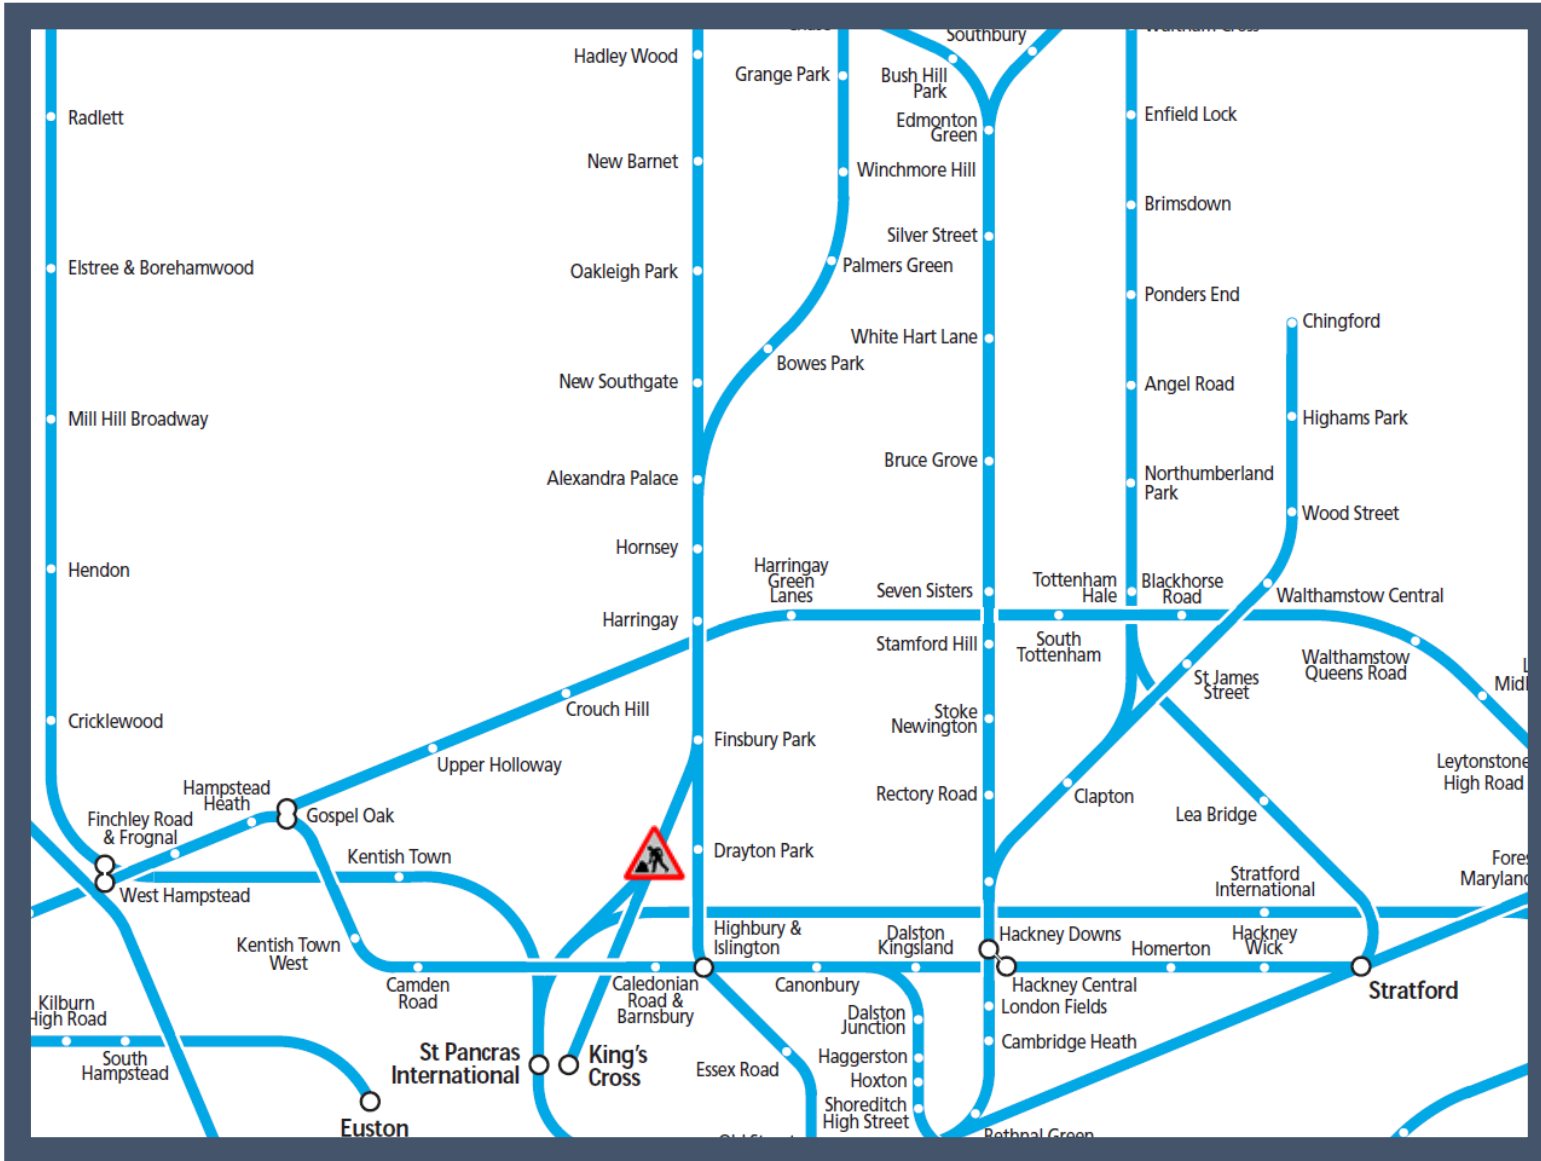 Southbury
Hadley Wood
Grange Park
Bush Hill
Park
Radlett
Enfield Lock
Edmonton
Green
New Barnet
Winchmore Hill
Brimsdown
Silver Street
Elstree & Borehamwood
Oakleigh Park
Palmers Green
Ponders End
Chingford
White Hart Lane
Bowes Park
New Southgate
Angel Road
Mill Hill Broadway
Highams Park
Bruce Grove
Alexandra Palace
Northumberland
Park
Wood Street
Hornsey
Hendon
Harringay
Green
Lanes
Seven Sisters
Tottenham
Hale
Blackhorse
Road
Walthamstow Central
Harringay
Stamford Hill
South
Tottenham
Walthamstow
Queens Road
St James
Street
Crouch Hill
Cricklewood
Stoke
Newington
Finsbury Park
Upper Holloway
Leytonstone
High Road
Hampstead
Heath
Rectory Road
Clapton
Lea Bridge
Gospel Oak
Finchley Road
& Frognal
Kentish Town
Drayton Park
Stratford
International
West Hampstead
Highbury &
Islington
Dalston
Kingsland
Hackney Downs
Homerton
Hackney
Wick
Kentish Town
West
Camden
Road
Caledonian
Road &
Barnsbury
Canonbury
Hackney Central
Stratford
Kilburn
High Road
London Fields
Dalston
Junction
Cambridge Heath
South
Hampstead
St Pancras
International
King's
Cross
Essex Road
Haggerston
Hoxton
Shoreditch
High Street
Euston
Bethnal Green